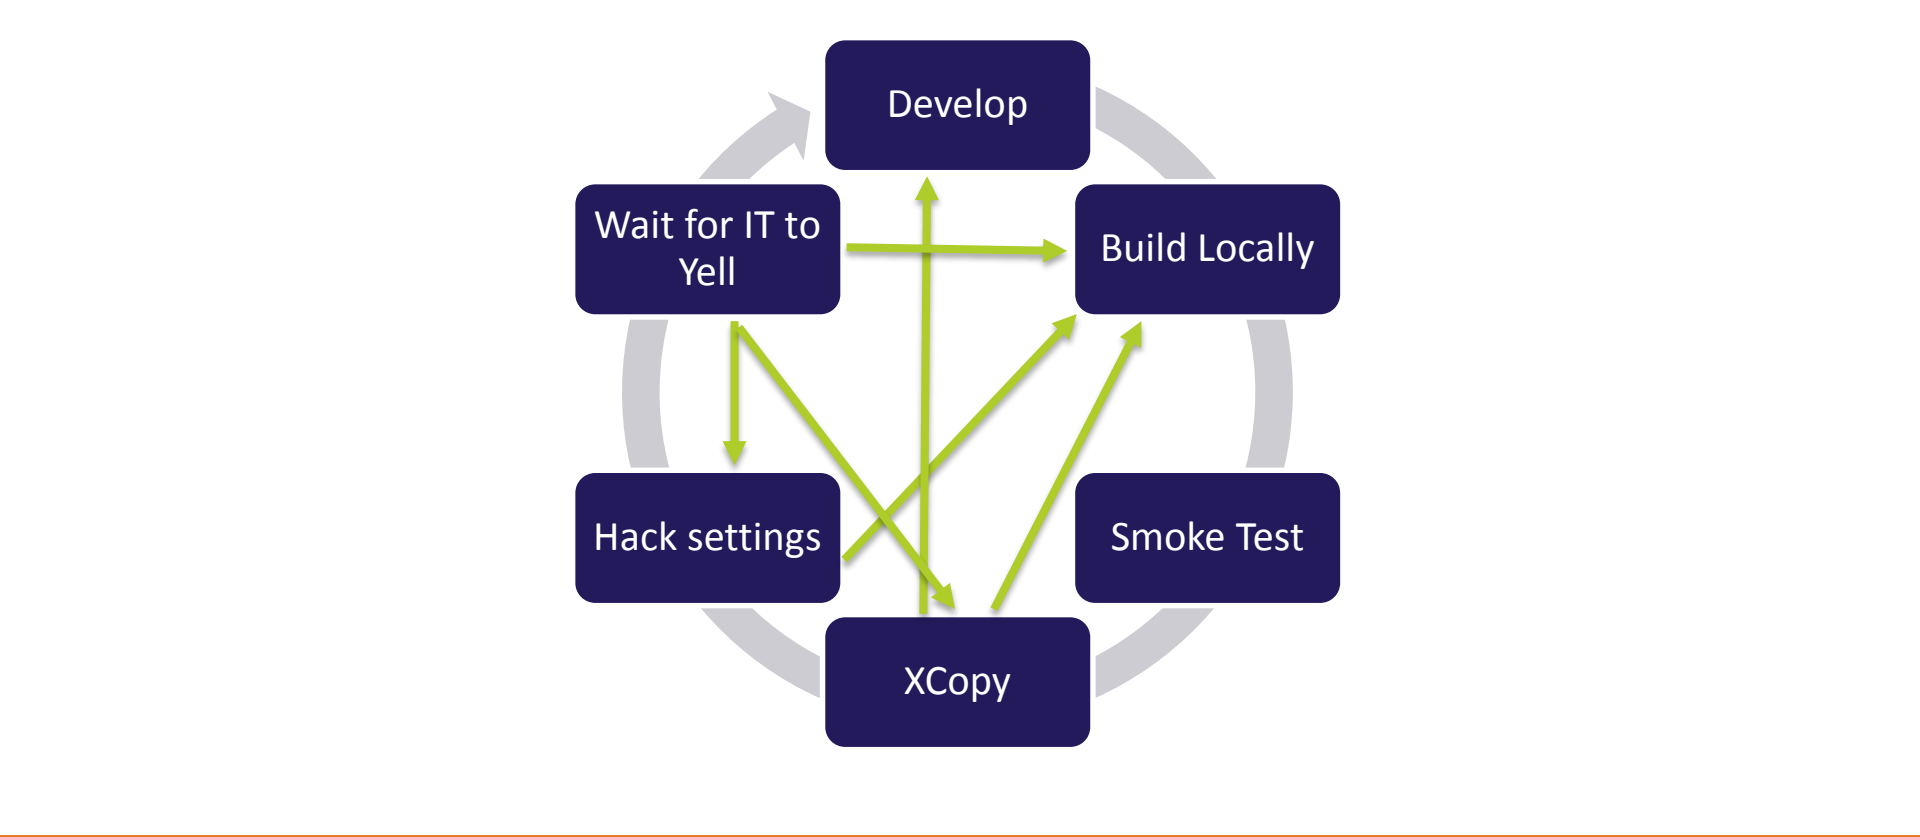 Develop
Build Locally
Smoke Test
XCopy
Hack settings
Wait for IT to
Yell